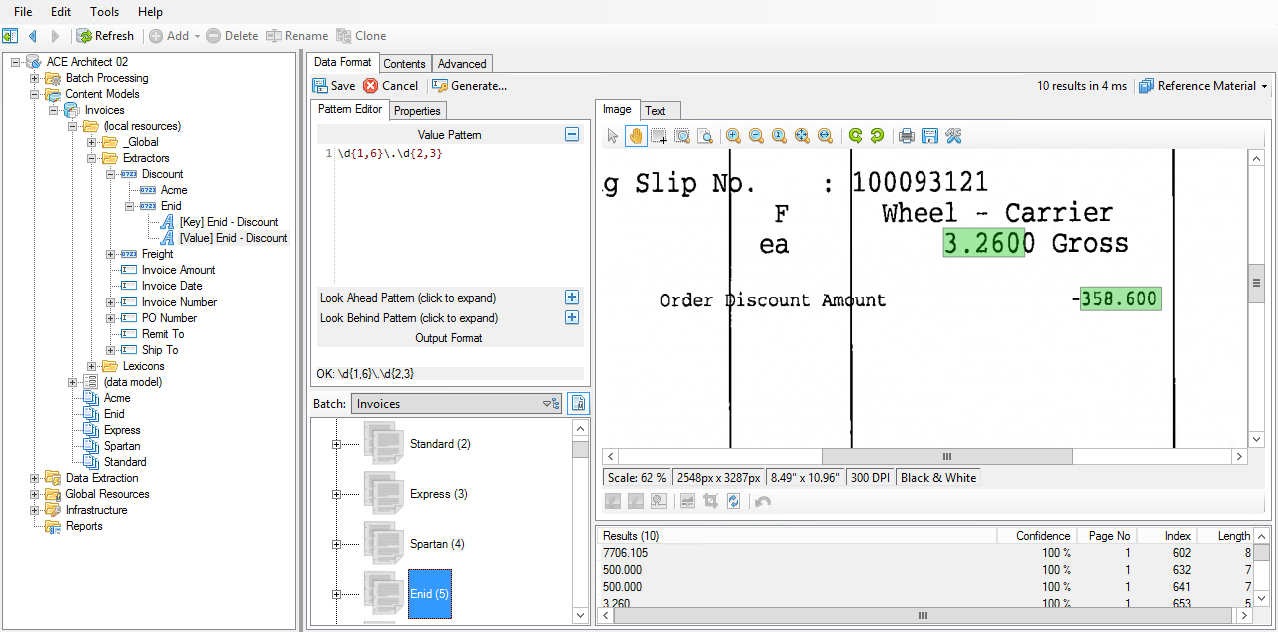 File Edit Tools Help
Refresh Add Delete Rename Clone
ACE Architect 02
Batch Processing
Content Models
Invoices
(local resources)
_Global
Extractors
Discount
Acme
Enid
[Key] Enid - Discount
[Value] Enid - Discount
Freight
Invoice Amount
Invoice Date
Invoice Number
PO Number
Remit To
Ship To
Lexicons
(data model)
Acme
Enid
Express
Spartan
Standard
Data Extraction
Global Resources
Infrastructure
Reports
Data Format Contents Advanced
Save Cancel Generate...
10 results in 4 ms Reference Material
Pattern Editor Properties
Value Pattern
1 \d{1,6}\.\d{2,3}
Look Ahead Pattern (click to expand)
Look Behind Pattern (click to expand)
Output Format
OK: \d{1,6}\.\d{2,3}
Batch: Invoices
Standard (2)
Express (3)
Spartan (4)
Enid (5)
Image Text
g Slip No. : 100093121
F Wheel - Carrier
ea 3.2600 Gross
Order Discount Amount -358.600
Scale: 62 % 2548px x 3287px 8.49" x 10.96" 300 DPI Black & White
Results (10) Confidence Page No Index Length
7706.105 100 % 1 602 8
500.000 100 % 1 632 7
500.000 100 % 1 641 7
3.260 100 % 1 653 5